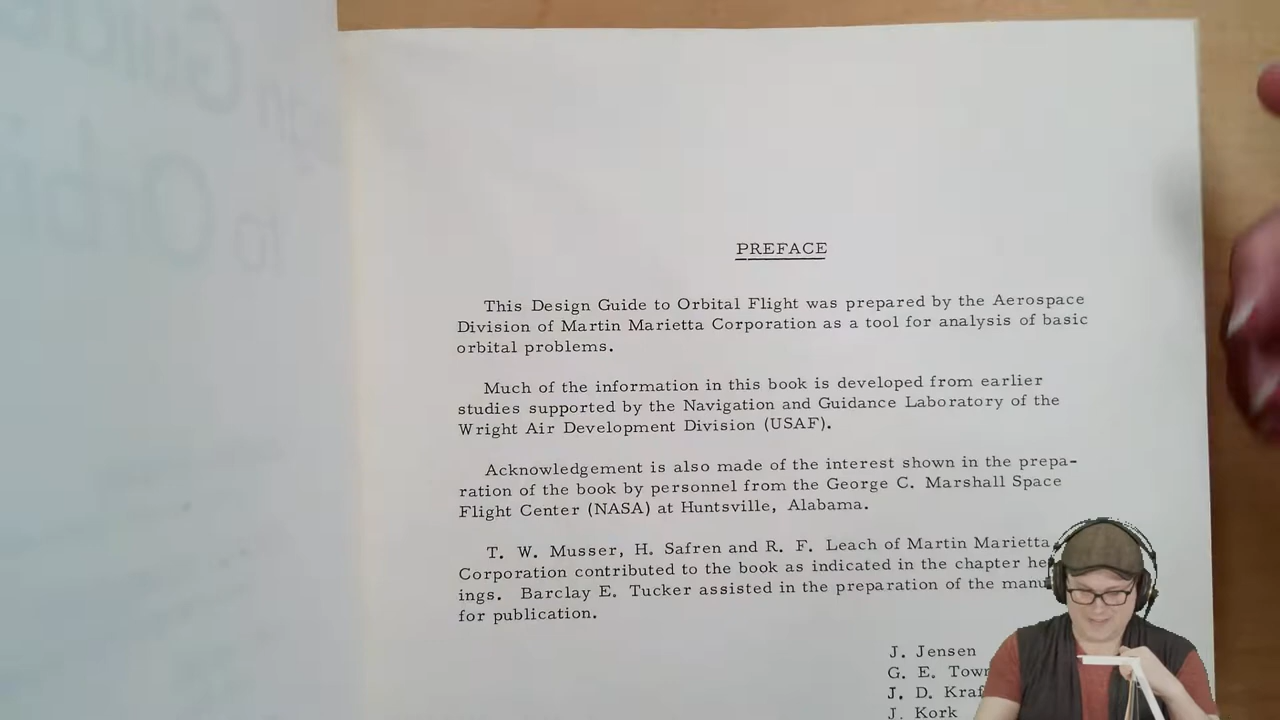 PREFACE
This Design Guide to Orbital Flight was prepared by the Aerospace
Division of Martin Marietta Corporation as a tool for analysis of basic
orbital problems.
Much of the information in this book is developed from earlier
studies supported by the Navigation and Guidance Laboratory of the
Wright Air Development Division (USAF).
Acknowledgement is also made of the interest shown in the prepa-
ration of the book by personnel from the George C. Marshall Space
Flight Center (NASA) at Huntsville, Alabama.
T. W. Musser, H. Safren and R. F. Leach of Martin Marietta
Corporation contributed to the book as indicated in the chapter
ings. Barclay E. Tucker assisted in the preparation of the
for publication.
J. Jensen
G. E.
J. D.
J. Kork